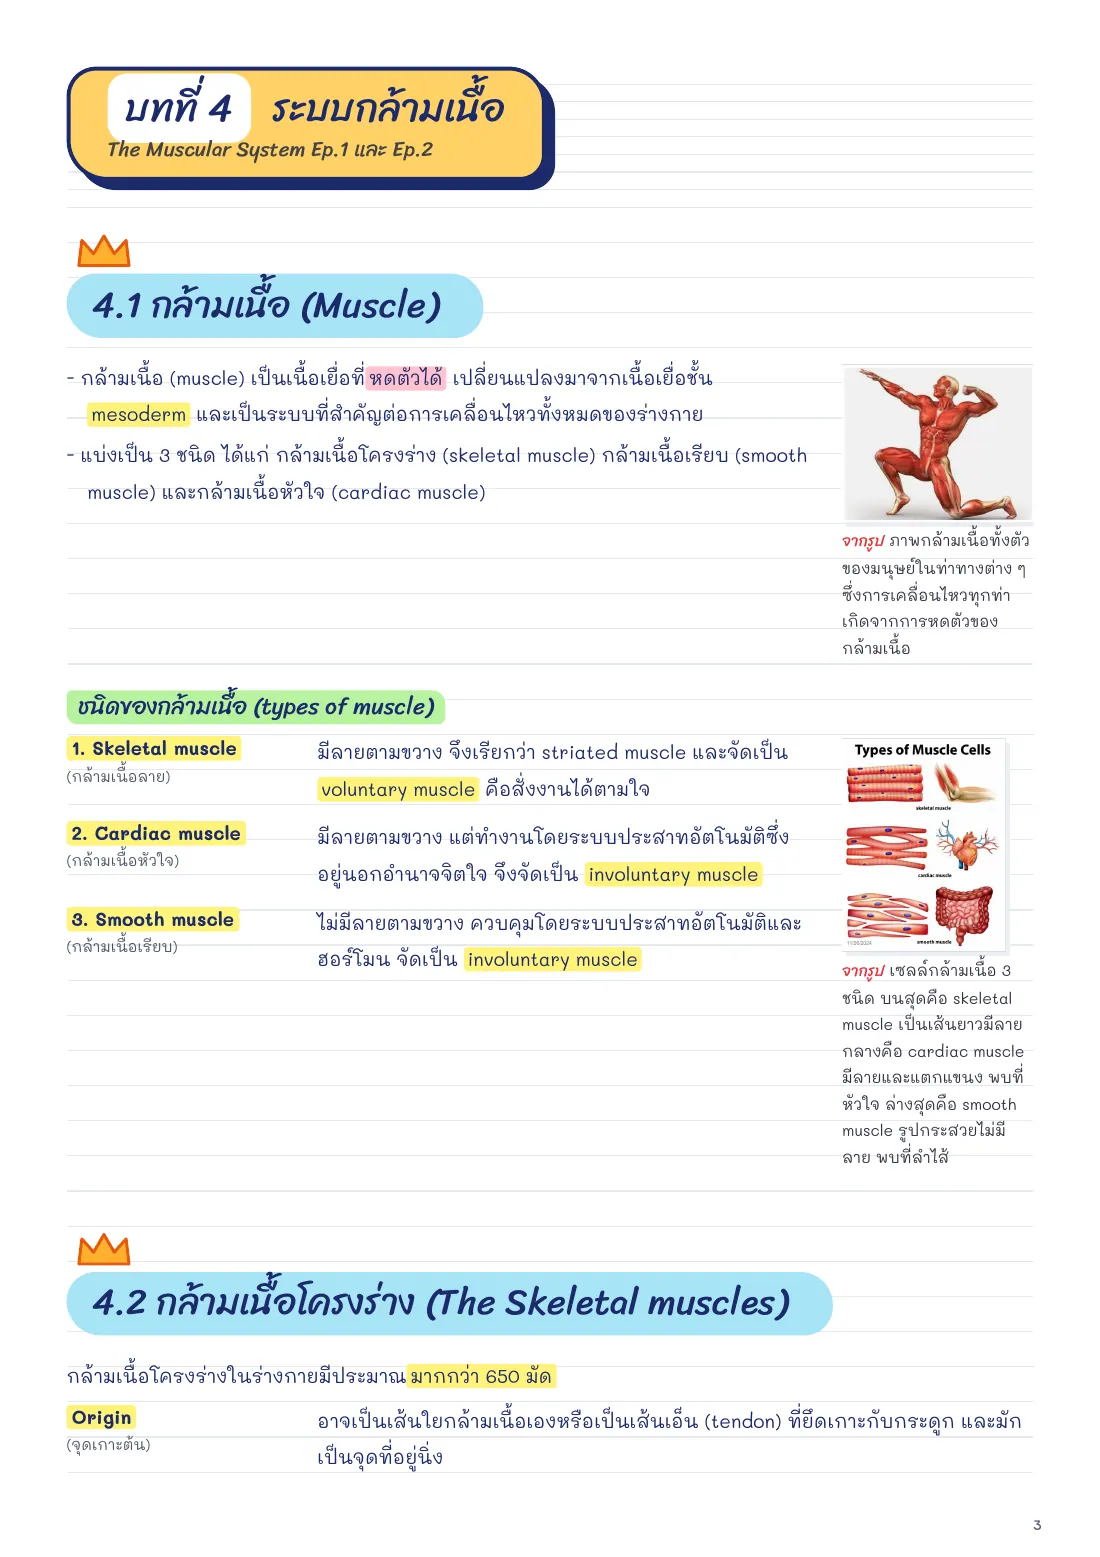 บทที่ 4 ระบบกล้ามเนื้อ
The Muscular System Ep.1 และ Ep.2
4.1 กล้ามเนื้อ (Muscle)
- กล้ามเนื้อ (muscle) เป็นเนื้อเยื่อที่หดตัวได้ เปลี่ยนแปลงมาจากเนื้อเยื่อชั้น
mesoderm และเป็นระบบที่สำคัญต่อการเคลื่อนไหวทั้งหมดของร่างกาย
- แบ่งเป็น 3 ชนิด ได้แก่ กล้ามเนื้อโครงร่าง (skeletal muscle) กล้ามเนื้อเรียบ (smooth
muscle) และกล้ามเนื้อหัวใจ (cardiac muscle)
จากรูป ภาพกล้ามเนื้อทั้งตัว
ของมนุษย์ในท่าทางต่าง ๆ
ซึ่งการเคลื่อนไหวทุกท่า
เกิดจากการหดตัวของ
กล้ามเนื้อ
ชนิดของกล้ามเนื้อ (types of muscle)
1. Skeletal muscle
(กล้ามเนื้อลาย)
มีลายตามขวาง จึงเรียกว่า striated muscle และจัดเป็น
voluntary muscle คือสั่งงานได้ตามใจ
2. Cardiac muscle
(กล้ามเนื้อหัวใจ)
มีลายตามขวาง แต่ทำงานโดยระบบประสาทอัตโนมัติซึ่ง
อยู่นอกอำนาจจิตใจ จึงจัดเป็น involuntary muscle
3. Smooth muscle
(กล้ามเนื้อเรียบ)
ไม่มีลายตามขวาง ควบคุมโดยระบบประสาทอัตโนมัติและ
ฮอร์โมน จัดเป็น involuntary muscle
Types of Muscle Cells
skeletal muscle
cardiac muscle
smooth muscle
11/26/2024
จากรูป เซลล์กล้ามเนื้อ 3
ชนิด บนสุดคือ skeletal
muscle เป็นเส้นยาวมีลาย
กลางคือ cardiac muscle
มีลายและแตกแขนง พบที่
หัวใจ ล่างสุดคือ smooth
muscle รูปกระสวยไม่มี
ลาย พบที่ลำไส้
4.2 กล้ามเนื้อโครงร่าง (The Skeletal muscles)
กล้ามเนื้อโครงร่างในร่างกายมีประมาณมากกว่า 650 มัด
Origin
(จุดเกาะต้น)
อาจเป็นเส้นใยกล้ามเนื้อเองหรือเป็นเส้นเอ็น (tendon) ที่ยึดเกาะกับกระดูก และมัก
เป็นจุดที่อยู่นิ่ง
3